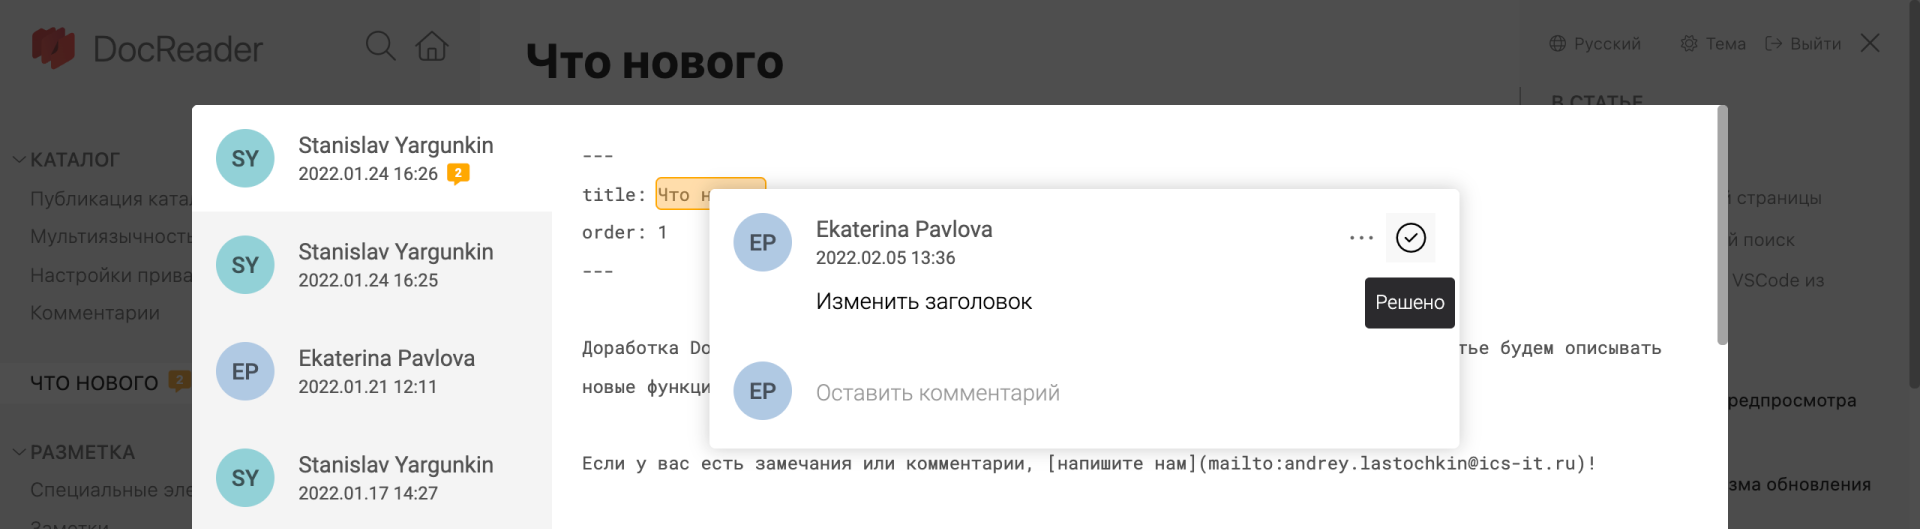 DocReader
Что нового
Русский
Тема
Выйти
В СТАТЬЕ
КАТАЛОГ
Публикация ката
Мультиязычность
Настройки прива
Комментарии
ЧТО НОВОГО 2
РАЗМЕТКА
Специальные эле
Заметки
SY
Stanislav Yargunkin
2022.01.24 16:26 2
SY
Stanislav Yargunkin
2022.01.24 16:25
EP
Ekaterina Pavlova
2022.01.21 12:11
SY
Stanislav Yargunkin
2022.01.17 14:27
---
title: Что н
order: 1
---
Доработка Do
тье будем описывать
новые функци
Если у вас есть замечания или комментарии, [напишите нам](mailto:andrey.lastochkin@ics-it.ru)!
EP
Ekaterina Pavlova
2022.02.05 13:36
Изменить заголовок
Решено
EP
Оставить комментарий
й страницы
й поиск
VSCode из
редпросмотра
зма обновления